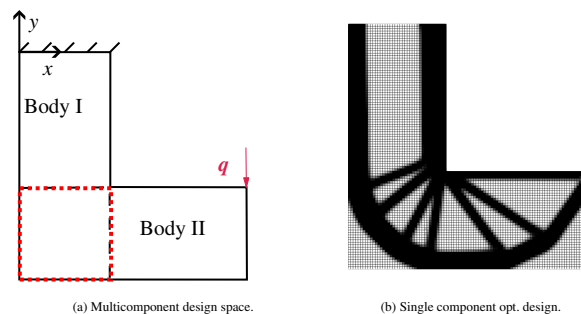 y
x
Body I
q
Body II
(a) Multicomponent design space.
(b) Single component opt. design.